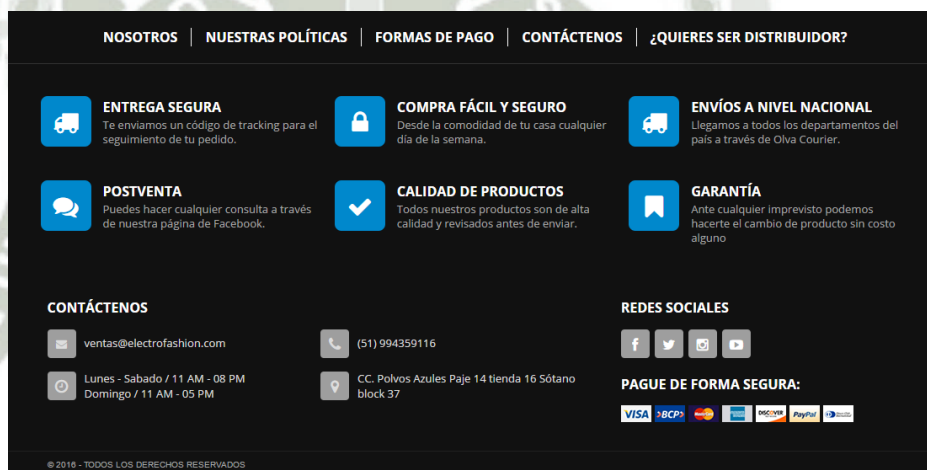 NOSOTROS | NUESTRAS POLÍTICAS | FORMAS DE PAGO | CONTÁCTENOS | ¿QUIERES SER DISTRIBUIDOR?
ENTREGA SEGURA
Te enviamos un código de tracking para el
seguimiento de tu pedido.
COMPRA FÁCIL Y SEGURO
Desde la comodidad de tu casa cualquier
día de la semana.
ENVÍOS A NIVEL NACIONAL
Llegamos a todos los departamentos del
país a través de Olva Courier.
POSTVENTA
Puedes hacer cualquier consulta a través
de nuestra página de Facebook.
CALIDAD DE PRODUCTOS
Todos nuestros productos son de alta
calidad y revisados antes de enviar.
GARANTÍA
Ante cualquier imprevisto podemos
hacerte el cambio de producto sin costo
alguno
CONTÁCTENOS
ventas@electrofashion.com
(51) 994359116
Lunes - Sabado / 11 AM - 08 PM
Domingo / 11 AM - 05 PM
CC. Polvos Azules Paje 14 tienda 16 Sótano
block 37
REDES SOCIALES
PAGUE DE FORMA SEGURA:
VISA BCP MasterCard DISCOVER PayPal
© 2016 - TODOS LOS DERECHOS RESERVADOS